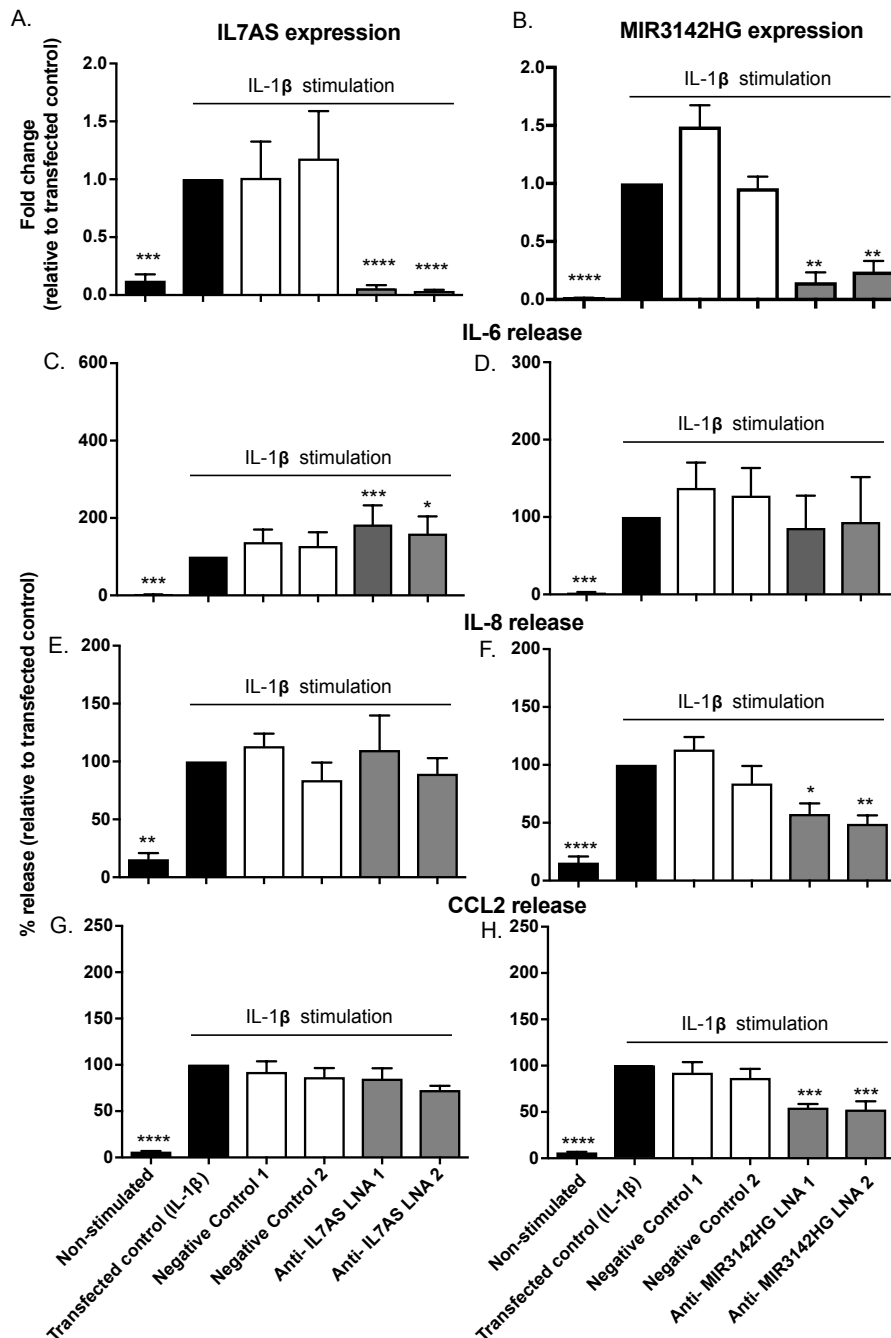 A.
IL7AS expression
B.
MIR3142HG expression
IL-1β stimulation
IL-1β stimulation
Fold change
(relative to transfected control)
2.0
1.5
1.0
0.5
0.0
***
****
****
2.0
1.5
1.0
0.5
0.0
****
**
**
IL-6 release
C.
D.
600
400
200
0
IL-1β stimulation
***
***
*
300
200
150
100
50
0
IL-1β stimulation
***
% release (relative to transfected control)
IL-8 release
E.
F.
200
150
100
50
0
IL-1β stimulation
**
200
150
100
50
0
IL-1β stimulation
****
*
**
CCL2 release
G.
H.
250
200
150
100
50
0
IL-1β stimulation
****
250
200
150
100
50
0
IL-1β stimulation
****
***
***
Non-stimulated
Transfected control (IL-1β)
Negative Control 1
Negative Control 2
Anti- IL7AS LNA 1
Anti- IL7AS LNA 2
Non-stimulated
Transfected control (IL-1β)
Negative Control 1
Negative Control 2
Anti- MIR3142HG LNA 1
Anti- MIR3142HG LNA 2